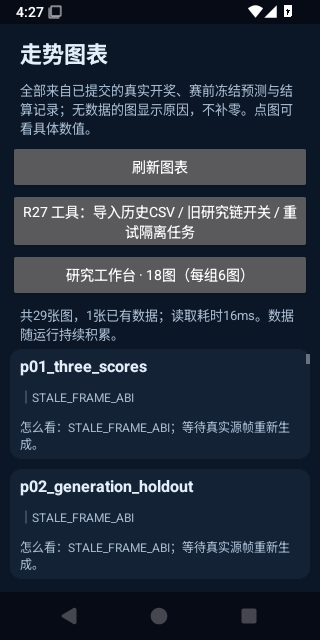 4:27
走势图表
全部来自已提交的真实开奖、赛前冻结预测与结
算记录；无数据的图显示原因，不补零。点图可
看具体数值。
刷新图表
R27 工具：导入历史CSV / 旧研究链开关 / 重
试隔离任务
研究工作台 · 18图（每组6图）
共29张图，1张已有数据；读取耗时16ms。数据
随运行持续积累。
p01_three_scores
｜STALE_FRAME_ABI
怎么看：STALE_FRAME_ABI；等待真实源帧重新生
成。
p02_generation_holdout
｜STALE_FRAME_ABI
怎么看：STALE_FRAME_ABI；等待真实源帧重新生
成。